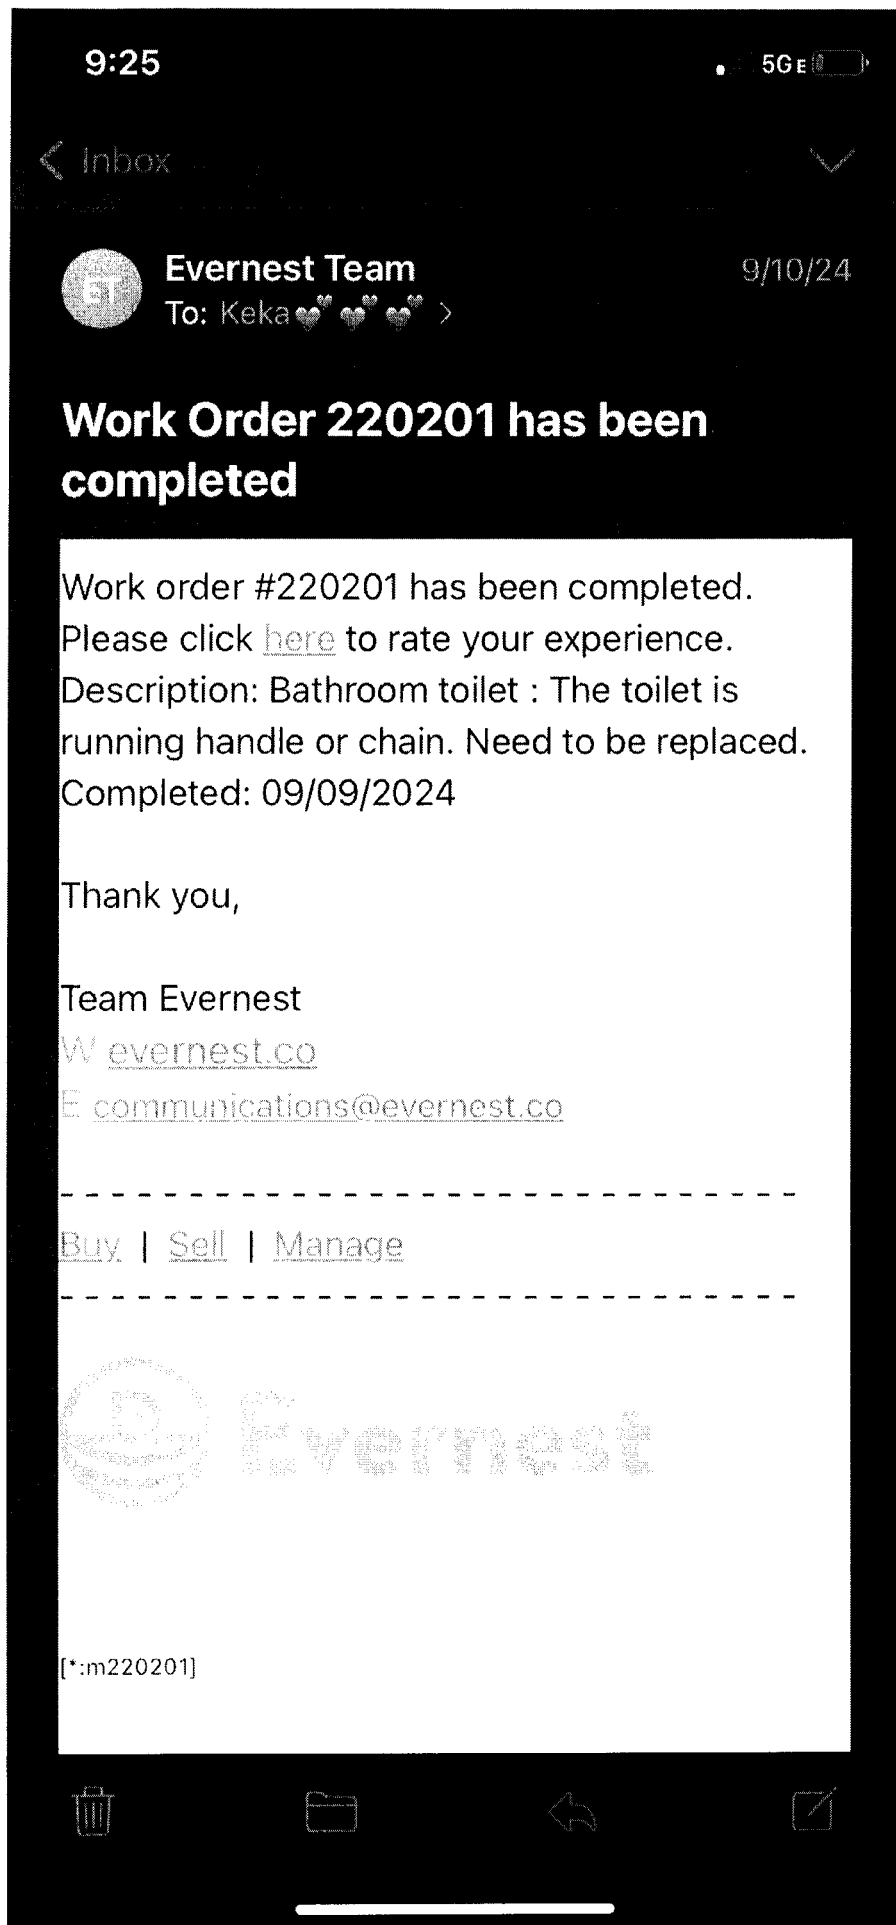 9:25
5GE
Inbox
ET
Evernest Team
9/10/24
To: Keka💕💕💕 >
Work Order 220201 has been
completed
Work order #220201 has been completed.
Please click here to rate your experience.
Description: Bathroom toilet : The toilet is
running handle or chain. Need to be replaced.
Completed: 09/09/2024
Thank you,
Team Evernest
W evernest.co
E communications@evernest.co
- - - - - - - - - - - - - - - - - - - - - - - - - - - - -
Buy | Sell | Manage
- - - - - - - - - - - - - - - - - - - - - - - - - - - - -
Evernest
[*:m220201]